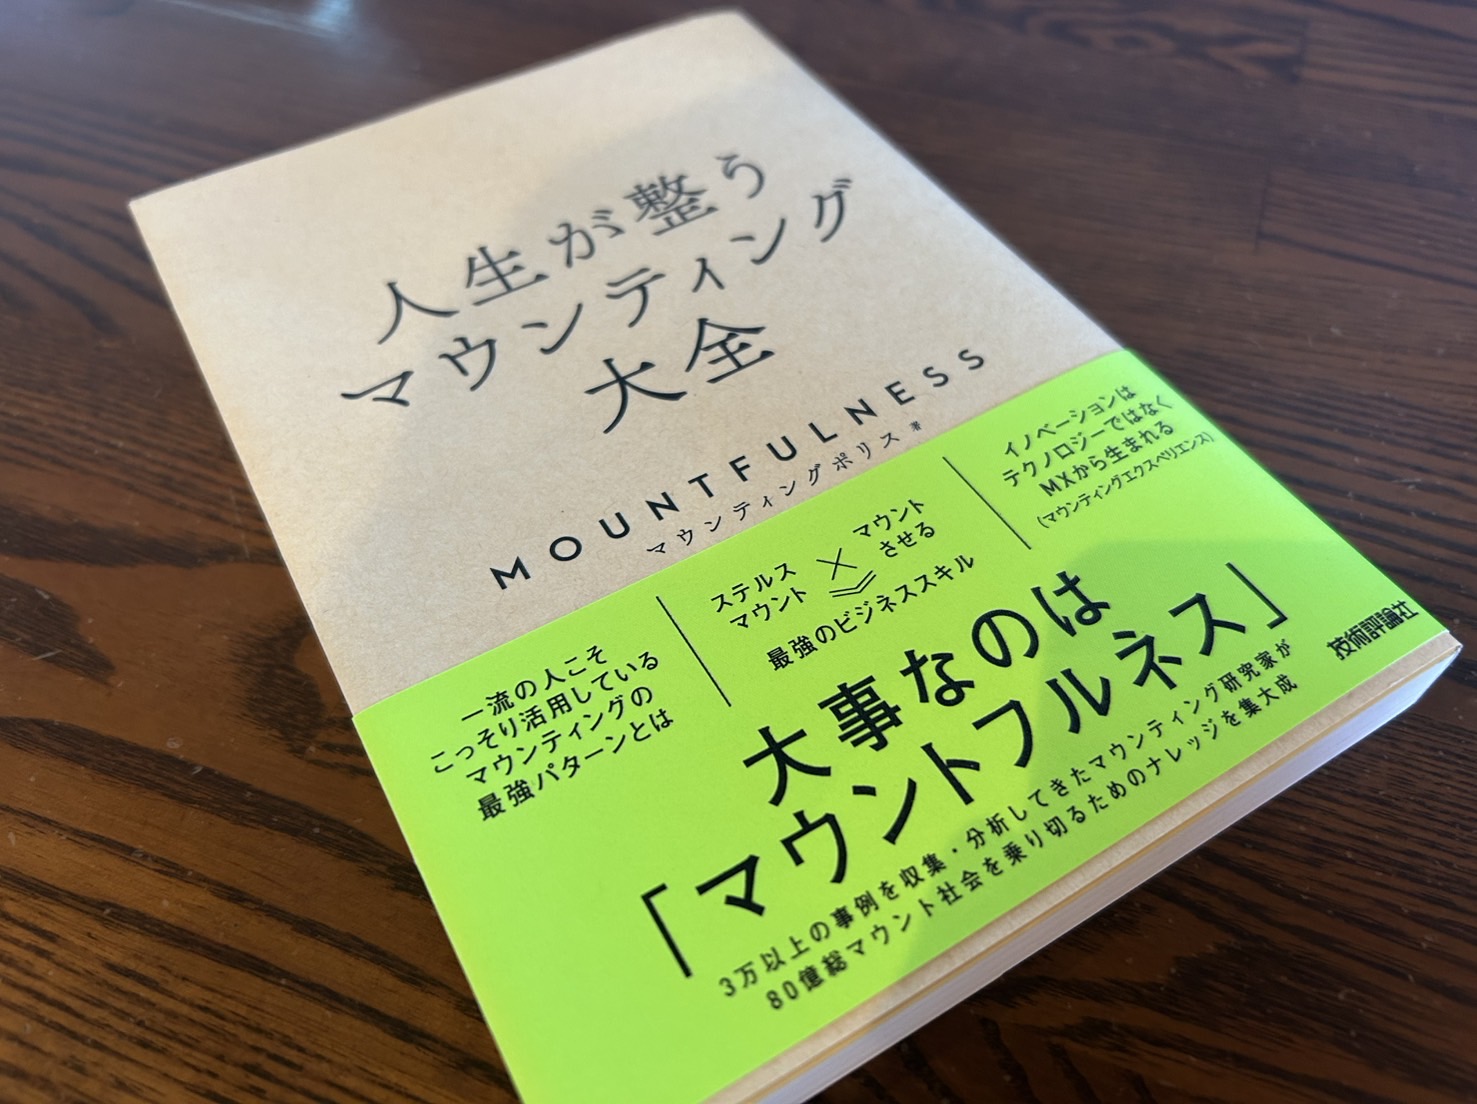 人生が整う
マウンティング
大全
MOUNTFULNESS
マウンティングポリス 著
一流の人こそ
こっそり活用している
マウンティングの
最強パターンとは
ステルス
マウント
×
マウント
させる
最強のビジネススキル
イノベーションは
テクノロジーではなく
MXから生まれる
(マウンティングエクスペリエンス)
大事なのは
「マウントフルネス」
3万以上の事例を収集・分析してきたマウンティング研究家が
80億総マウント社会を乗り切るためのナレッジを集大成
技術評論社